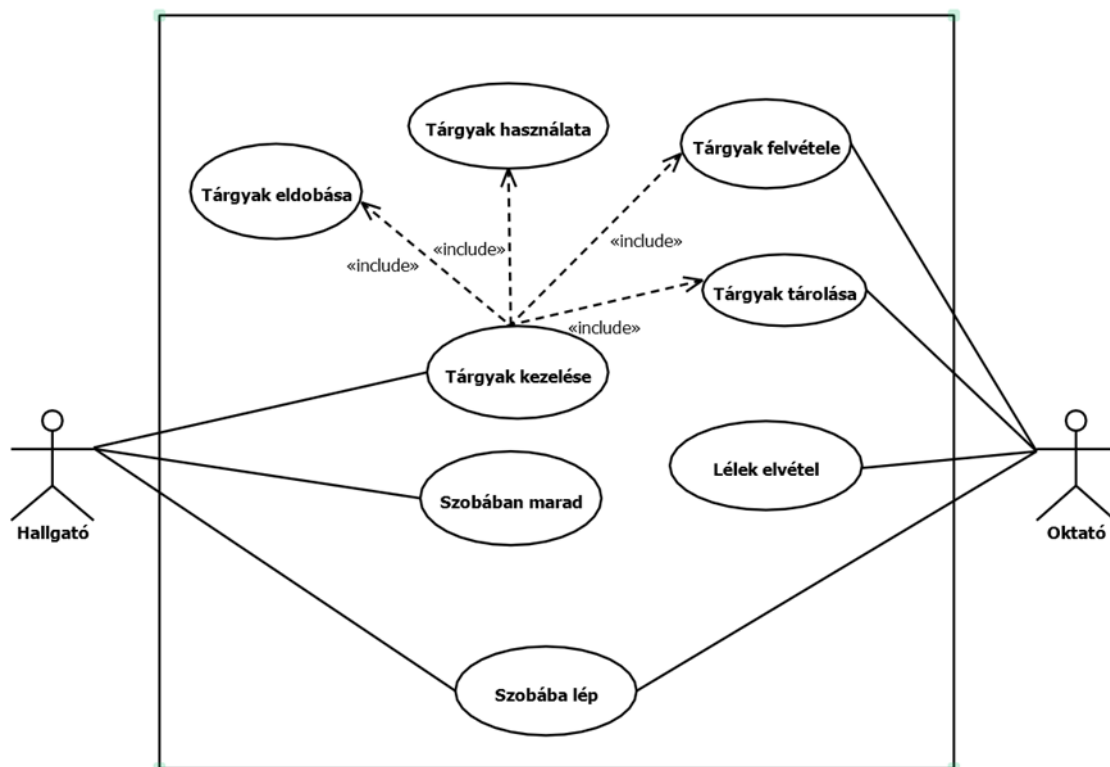 Tárgyak használata
Tárgyak felvétele
Tárgyak eldobása
«include»
«include»
«include»
«include»
Tárgyak tárolása
Tárgyak kezelése
Lélek elvétel
Szobában marad
Hallgató
Oktató
Szobába lép